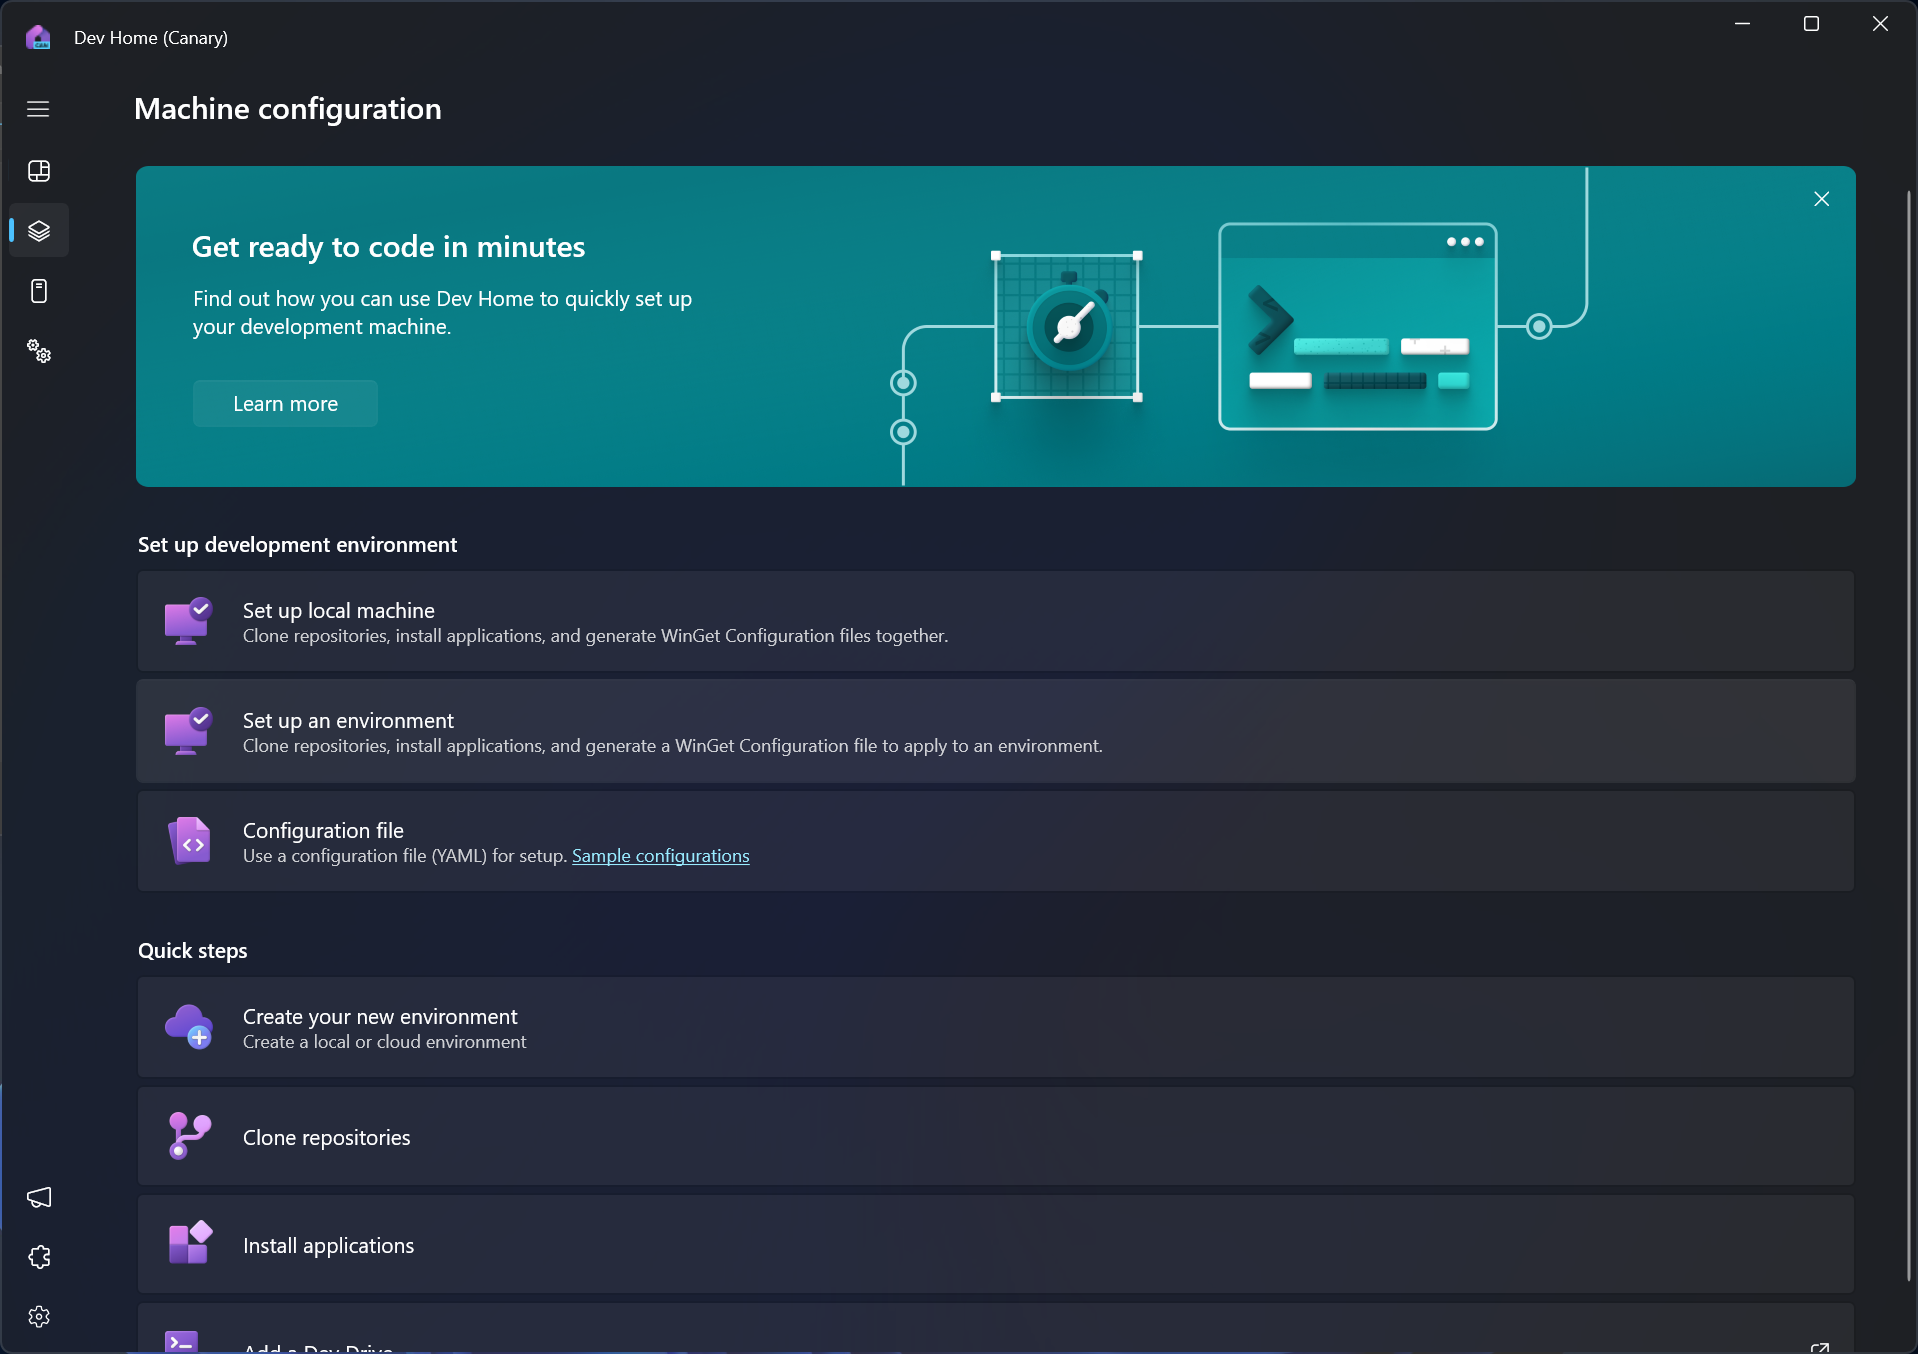 Dev Home (Canary)
Machine configuration
Get ready to code in minutes
Find out how you can use Dev Home to quickly set up
your development machine.
Learn more
Set up development environment
Set up local machine
Clone repositories, install applications, and generate WinGet Configuration files together.
Set up an environment
Clone repositories, install applications, and generate a WinGet Configuration file to apply to an environment.
Configuration file
Use a configuration file (YAML) for setup. Sample configurations
Quick steps
Create your new environment
Create a local or cloud environment
Clone repositories
Install applications
Add a Dev Drive